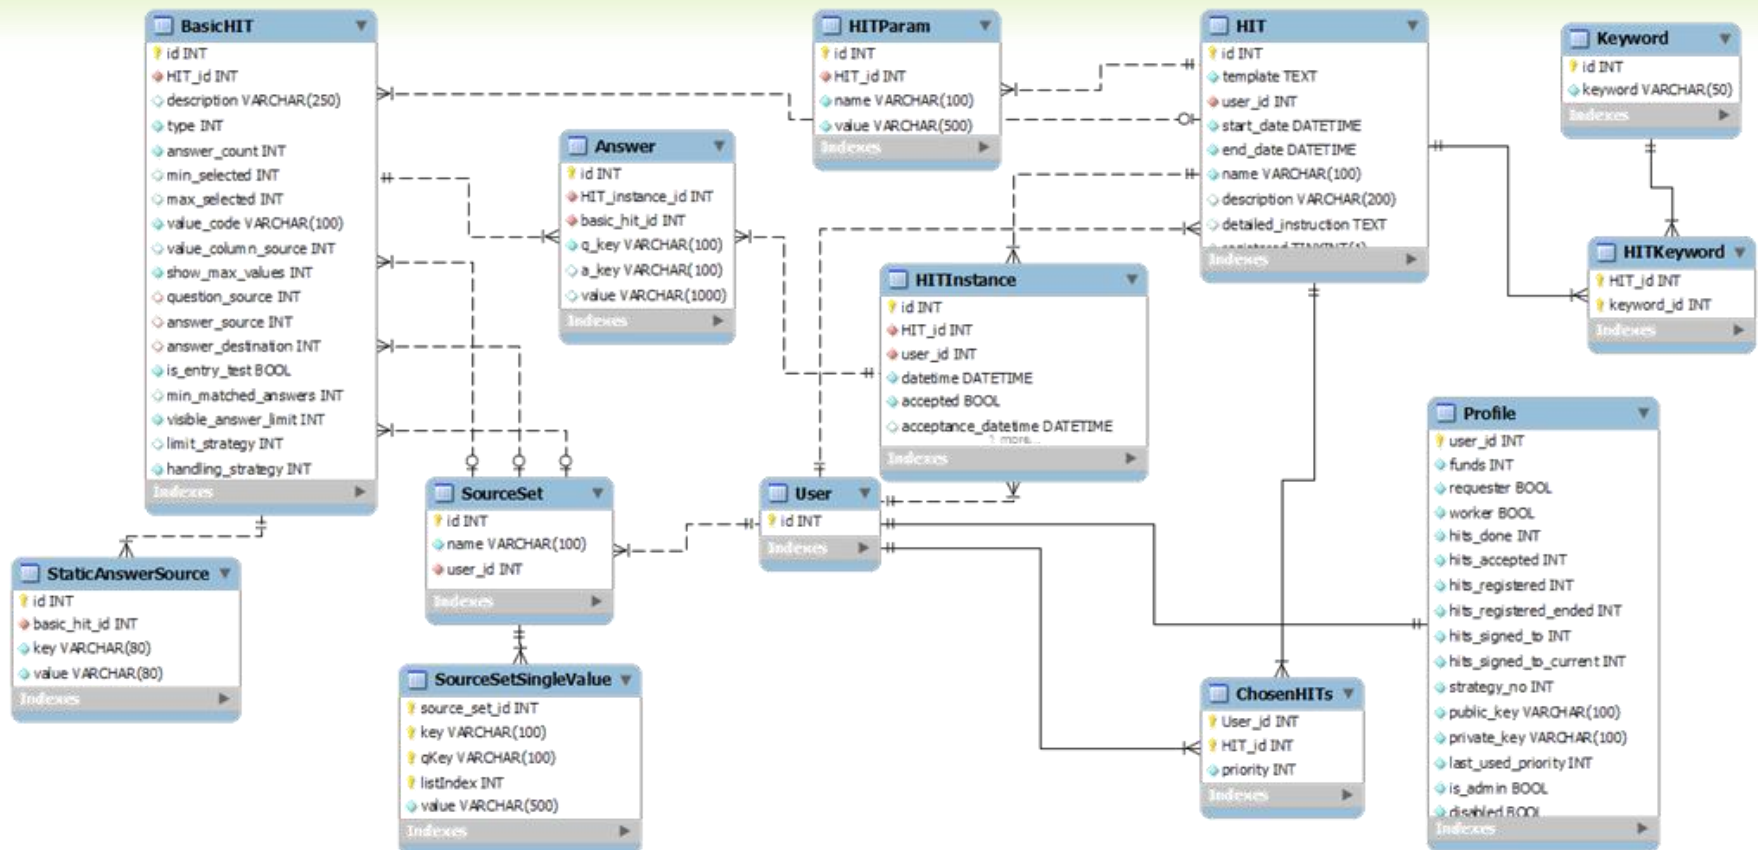 BasicHIT
id INT
HIT_id INT
description VARCHAR(250)
type INT
answer_count INT
min_selected INT
max_selected INT
value_code VARCHAR(100)
value_column_source INT
show_max_values INT
question_source INT
answer_source INT
answer_destination INT
is_entry_test BOOL
min_matched_answers INT
visible_answer_limit INT
limit_strategy INT
handling_strategy INT
Indexes
HITParam
id INT
HIT_id INT
name VARCHAR(100)
value VARCHAR(500)
Indexes
HIT
id INT
template TEXT
user_id INT
start_date DATETIME
end_date DATETIME
name VARCHAR(100)
description VARCHAR(200)
detailed_instruction TEXT
registered TINYINT(1)
Indexes
Keyword
id INT
keyword VARCHAR(50)
Indexes
Answer
id INT
HIT_instance_id INT
basic_hit_id INT
q_key VARCHAR(100)
a_key VARCHAR(100)
value VARCHAR(1000)
Indexes
HITInstance
id INT
HIT_id INT
user_id INT
datetime DATETIME
accepted BOOL
acceptance_datetime DATETIME
1 more...
Indexes
HITKeyword
HIT_id INT
keyword_id INT
Indexes
Profile
user_id INT
funds INT
requester BOOL
worker BOOL
hits_done INT
hits_accepted INT
hits_registered INT
hits_registered_ended INT
hits_signed_to INT
hits_signed_to_current INT
strategy_no INT
public_key VARCHAR(100)
private_key VARCHAR(100)
last_used_priority INT
is_admin BOOL
disabled BOOL
Indexes
SourceSet
id INT
name VARCHAR(100)
user_id INT
Indexes
User
id INT
Indexes
StaticAnswerSource
id INT
basic_hit_id INT
key VARCHAR(80)
value VARCHAR(80)
Indexes
SourceSetSingleValue
source_set_id INT
key VARCHAR(100)
qKey VARCHAR(100)
listIndex INT
value VARCHAR(500)
Indexes
ChosenHITs
User_id INT
HIT_id INT
priority INT
Indexes